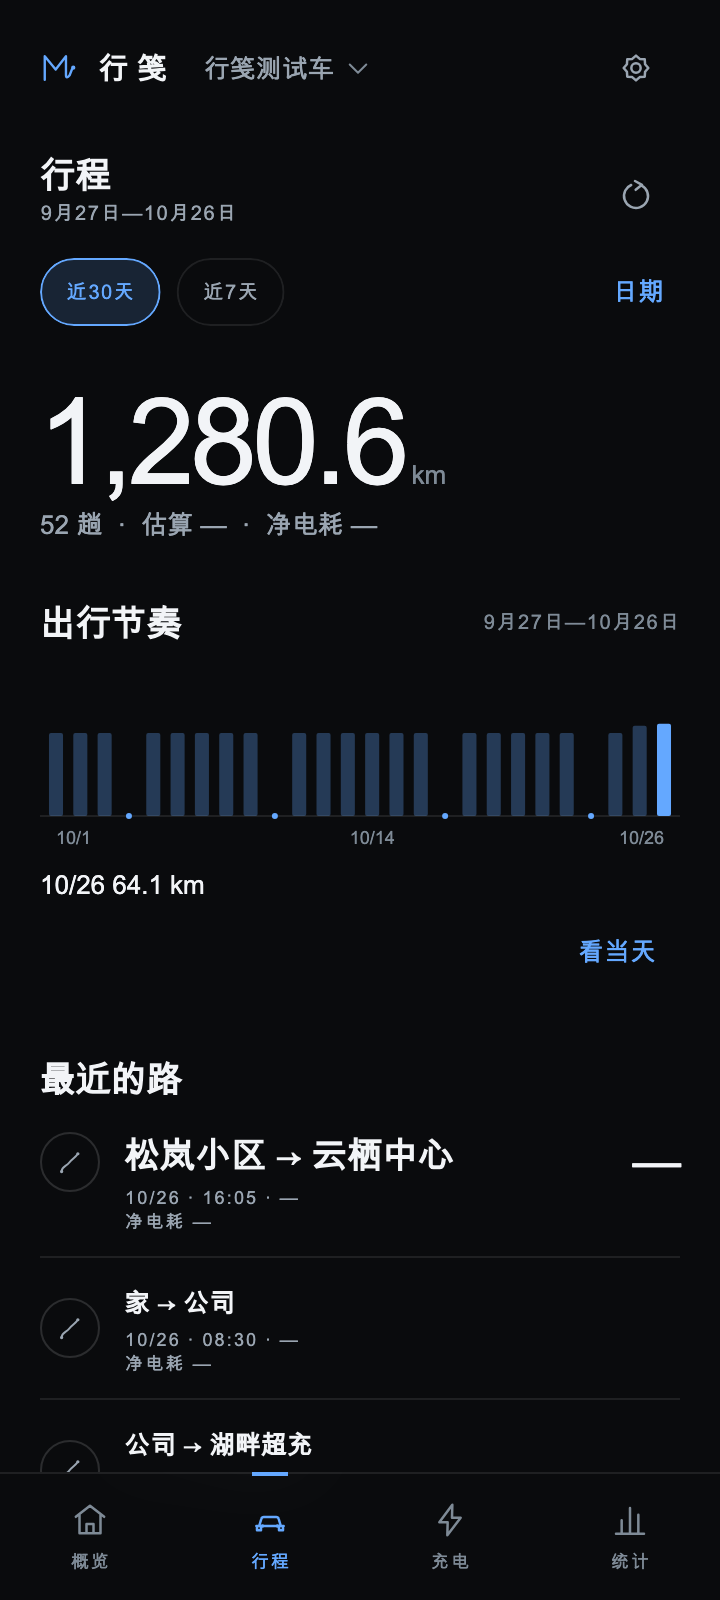 行笺 行笺测试车
行程
9月27日—10月26日
近30天 近7天 日期
1,280.6 km
52 趟 · 估算 — · 净电耗 —
出行节奏 9月27日—10月26日
10/1 10/14 10/26
10/26 64.1 km
看当天
最近的路
松岚小区 → 云栖中心 —
10/26 · 16:05 · —
净电耗 —
家 → 公司
10/26 · 08:30 · —
净电耗 —
公司 → 湖畔超充
概览 行程 充电 统计